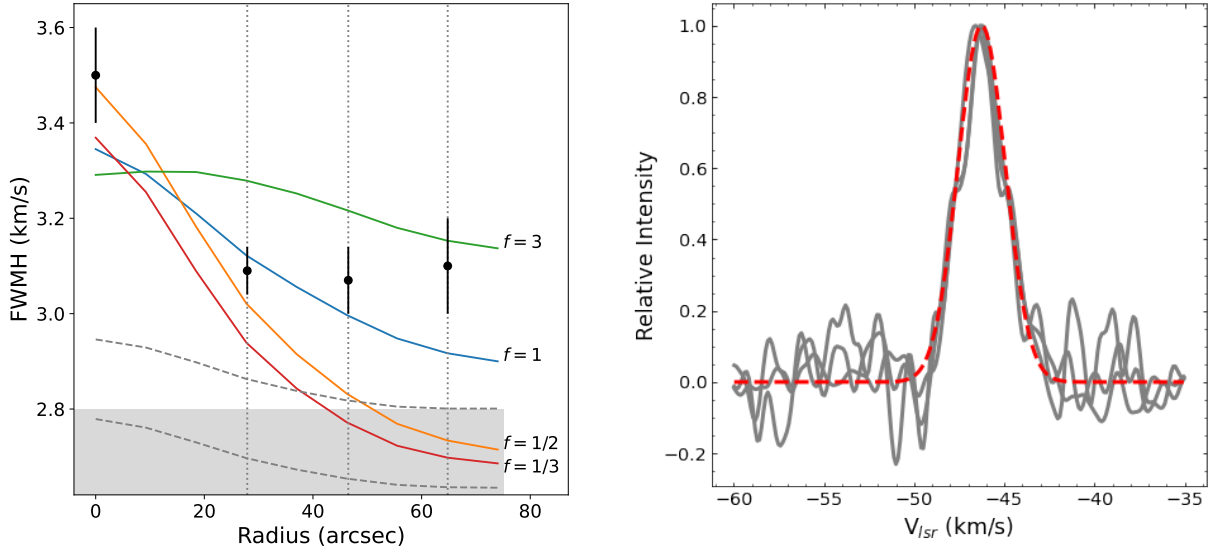 3.6
3.4
3.2
3.0
2.8
FWHM (km/s)
f = 3
f = 1
f = 1/2
f = 1/3
0 20 40 60 80
Radius (arcsec)
1.0
0.8
0.6
0.4
0.2
0.0
−0.2
Relative Intensity
−60 −55 −50 −45 −40 −35
V_lsr (km/s)